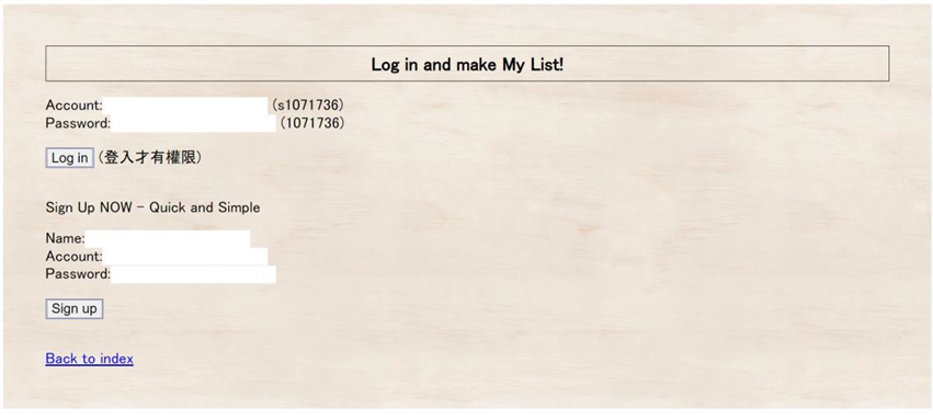 Log in and make My List!
Account: (s1071736)
Password: (1071736)
Log in (登入才有權限)
Sign Up NOW - Quick and Simple
Name:
Account:
Password:
Sign up
Back to index